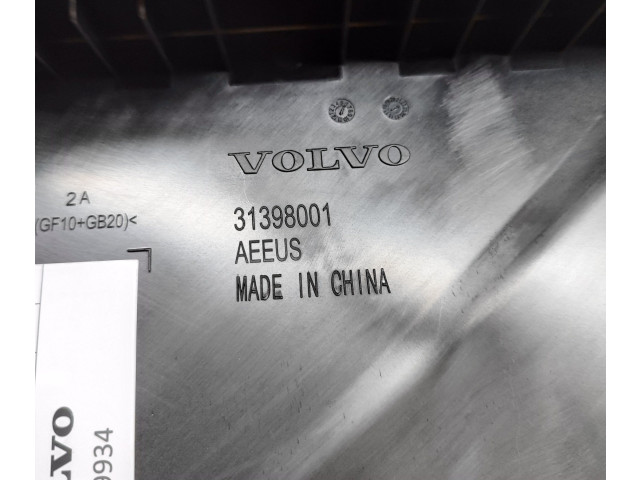 VOLVO
2A
(GF10+GB20)<
31398001
AEEUS
MADE IN CHINA
VOLVO
9934